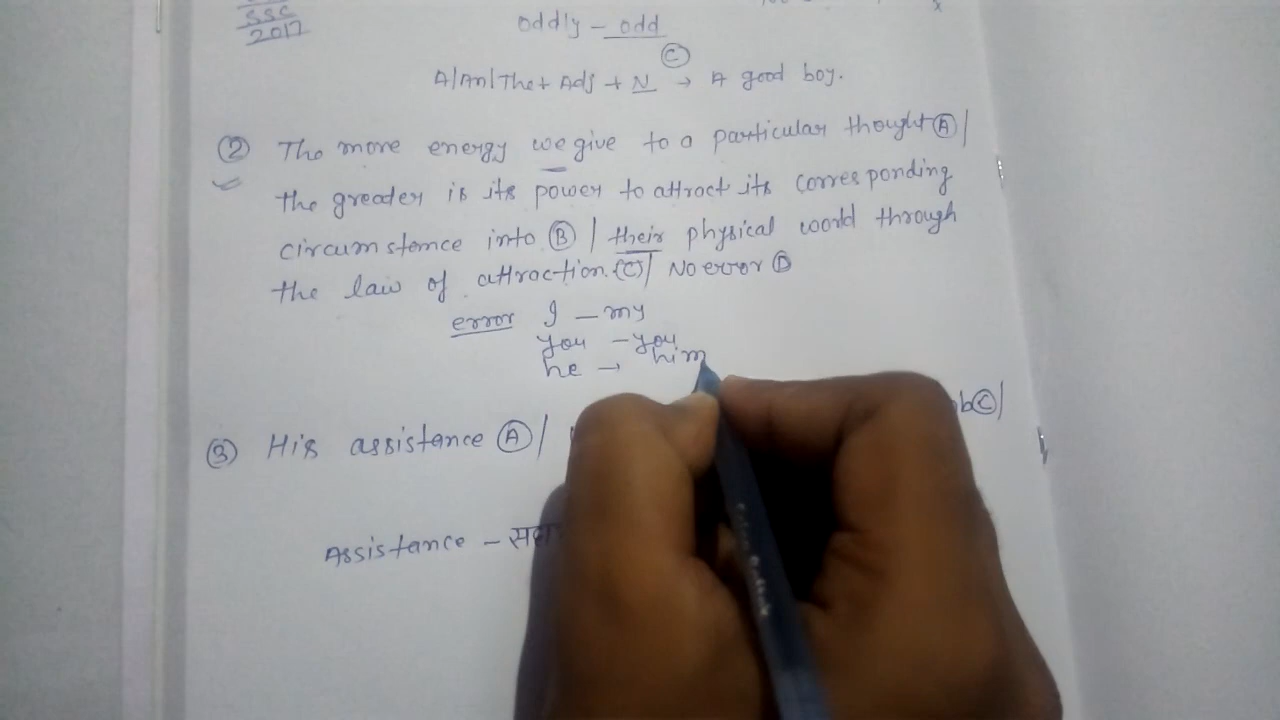 SSC
2017
oddly - odd
C
A/An/The + Adj + N → A good boy.
2 The more energy we give to a particular thought A/
the greater is its power to attract its corresponding
circumstance into B / their physical world through
the law of attraction. (C)/ No error D
error I - my
you - you
he → him
3 His assistance A/ C/
Assistance -